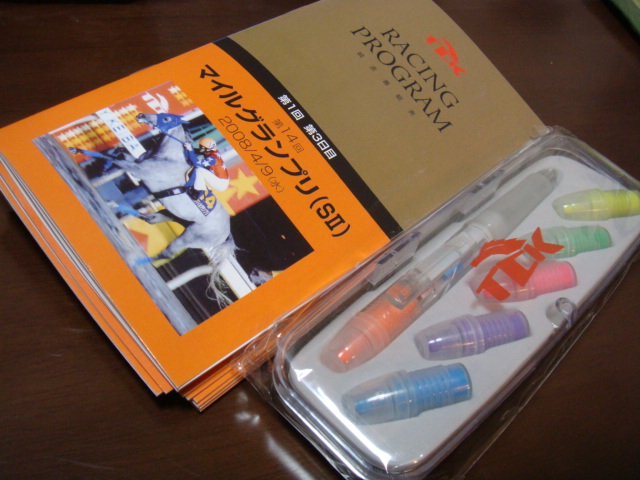 TCK
RACING
PROGRAM
第1回 第3日目
第14回
マイルグランプリ(SⅡ)
2008/4/9(水)
TCK